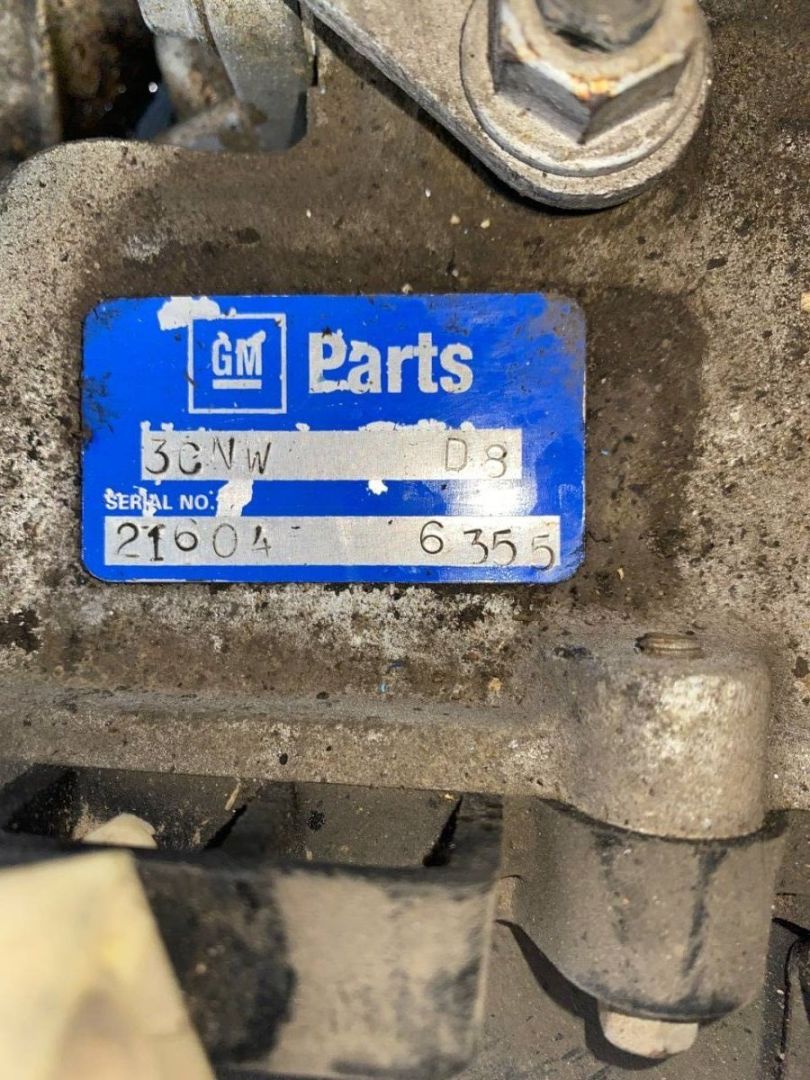 GM Parts
3CNW D8
SERIAL NO.
21604 6355